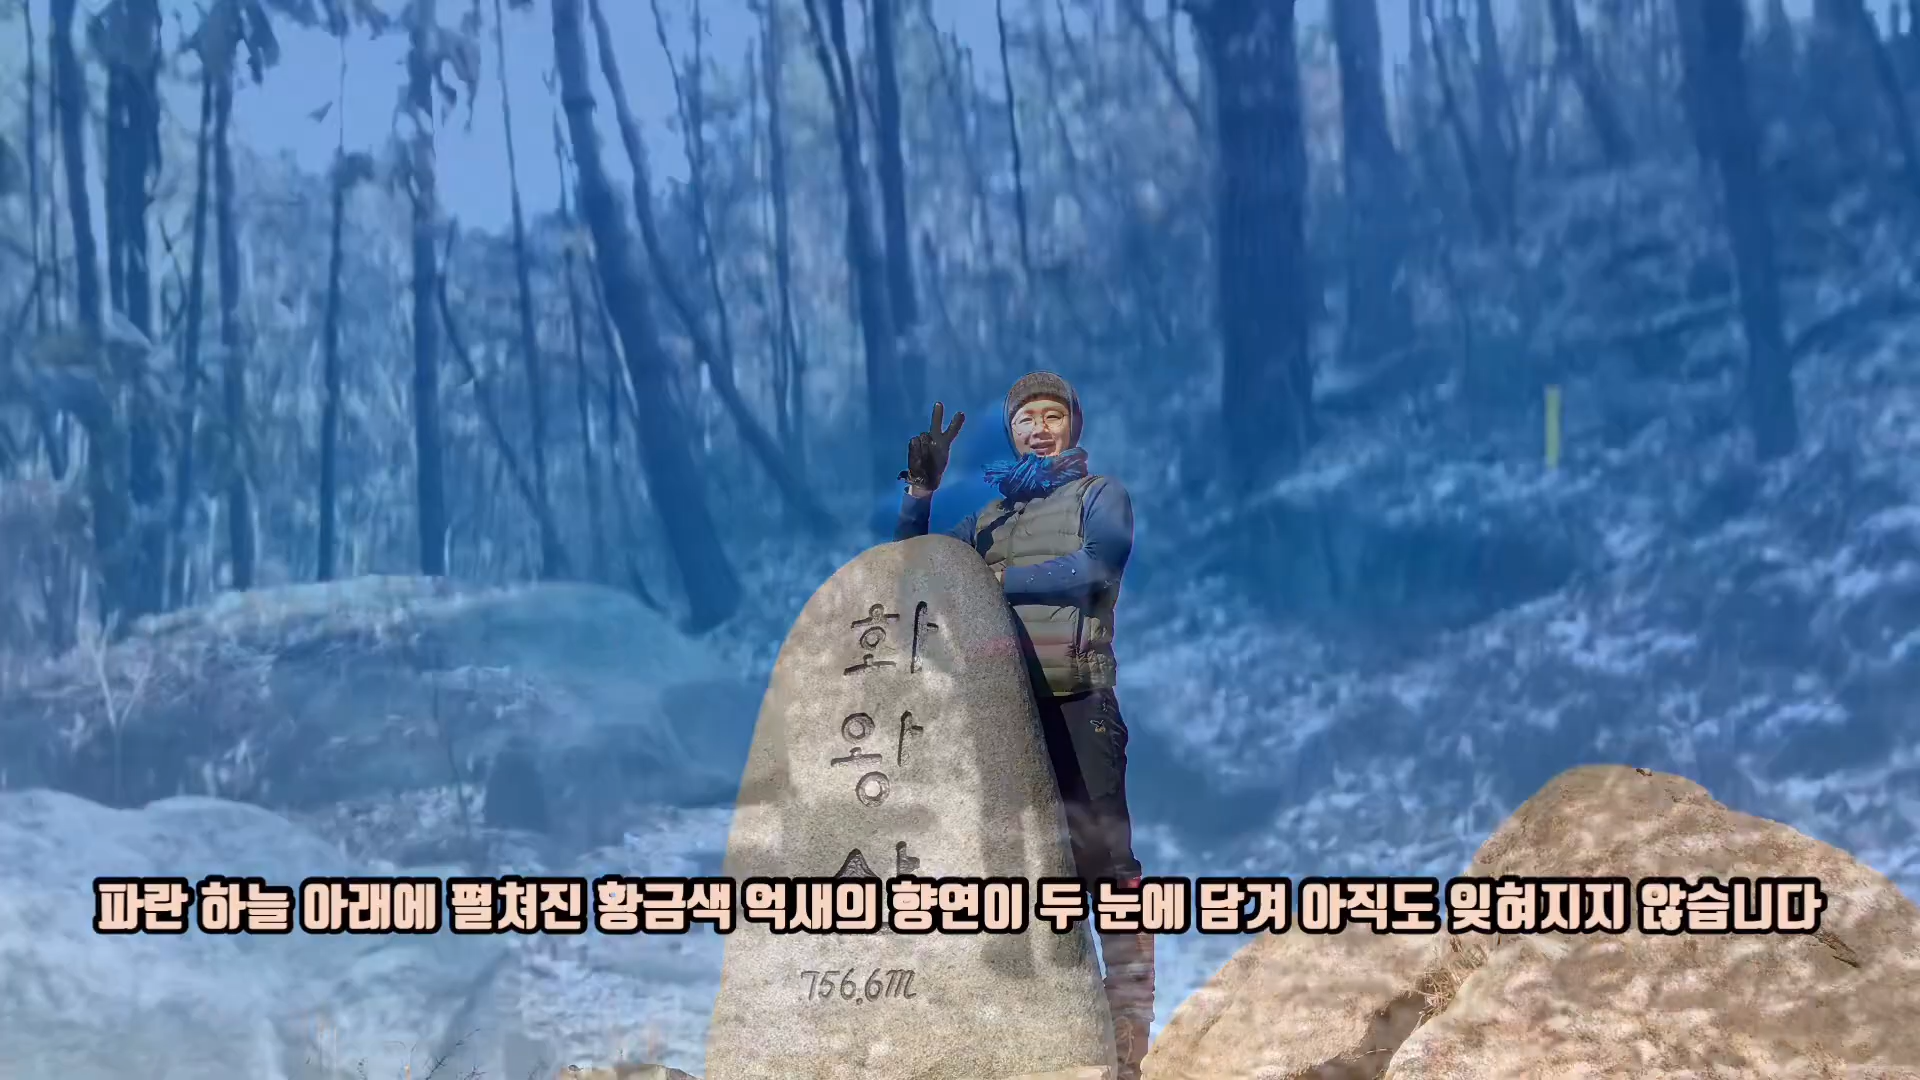 화
왕
산
파란 하늘 아래에 펼쳐진 황금색 억새의 향연이 두 눈에 담겨 아직도 잊혀지지 않습니다
756.6m